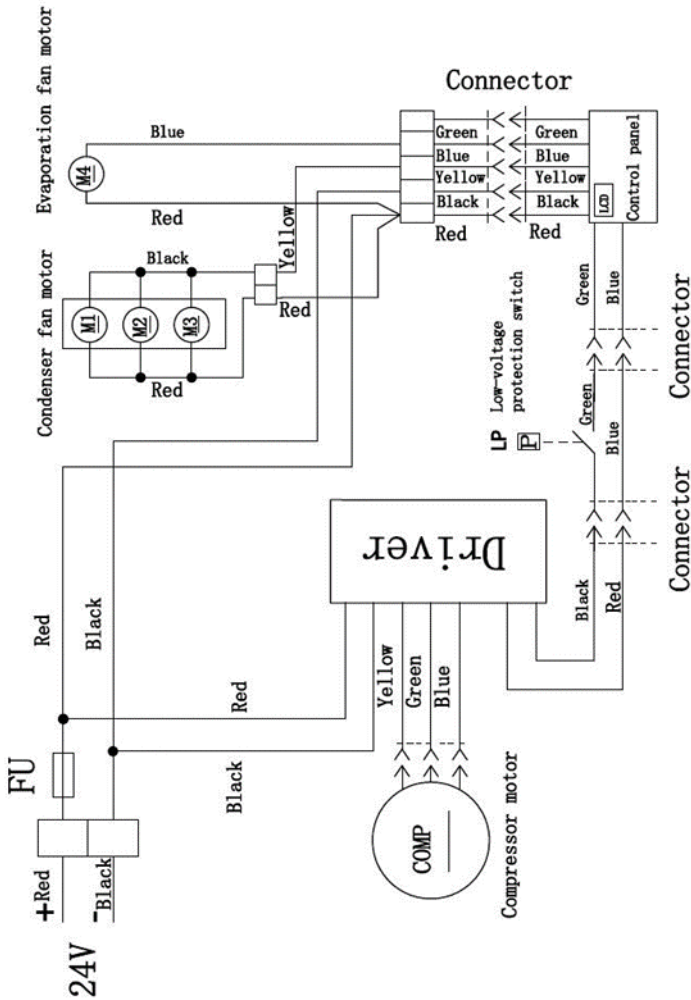 Evaporation fan motor
M4
Blue
Red
Condenser fan motor
M1
M2
M3
Black
Red
Yellow
Red
Connector
Green
Blue
Yellow
Black
Red
Green
Blue
Yellow
Black
Red
LCD
Control panel
Green
Blue
Connector
LP
P
Low-voltage
protection switch
Green
Blue
Connector
Black
Red
Driver
Red
Black
Red
Black
Yellow
Green
Blue
COMP
Compressor motor
FU
+Red
-Black
24V